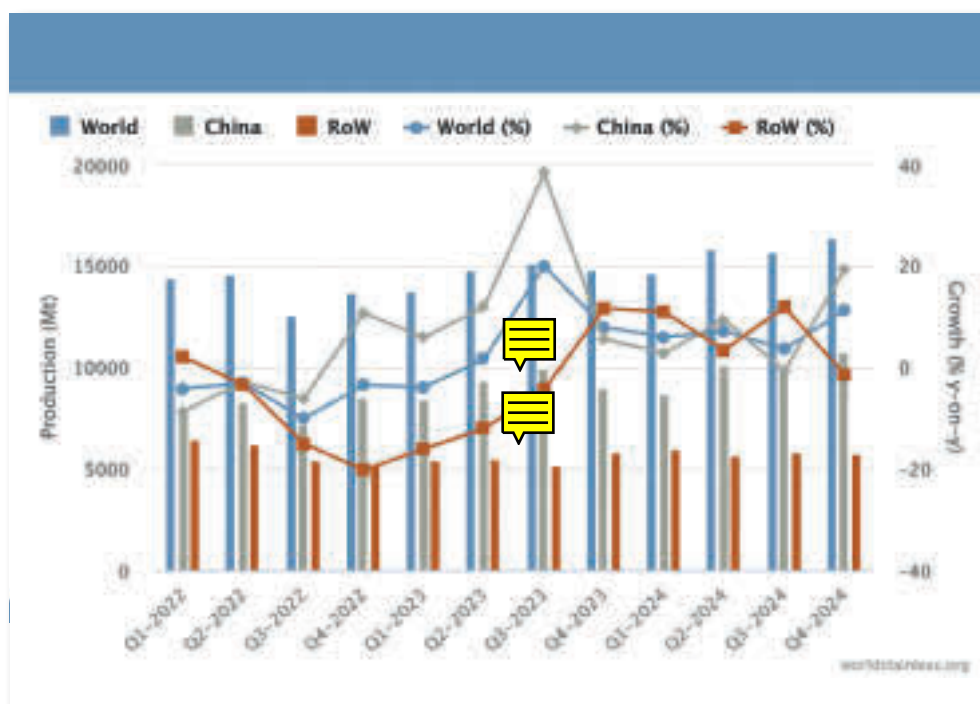 World China RoW World (%) China (%) RoW (%)
20000 40
15000 20
10000 0
5000 -20
0 -40
Production (Mt)
Growth (% y-on-y)
Q1-2022 Q2-2022 Q3-2022 Q4-2022 Q1-2023 Q2-2023 Q3-2023 Q4-2023 Q1-2024 Q2-2024 Q3-2024 Q4-2024
worldstainless.org